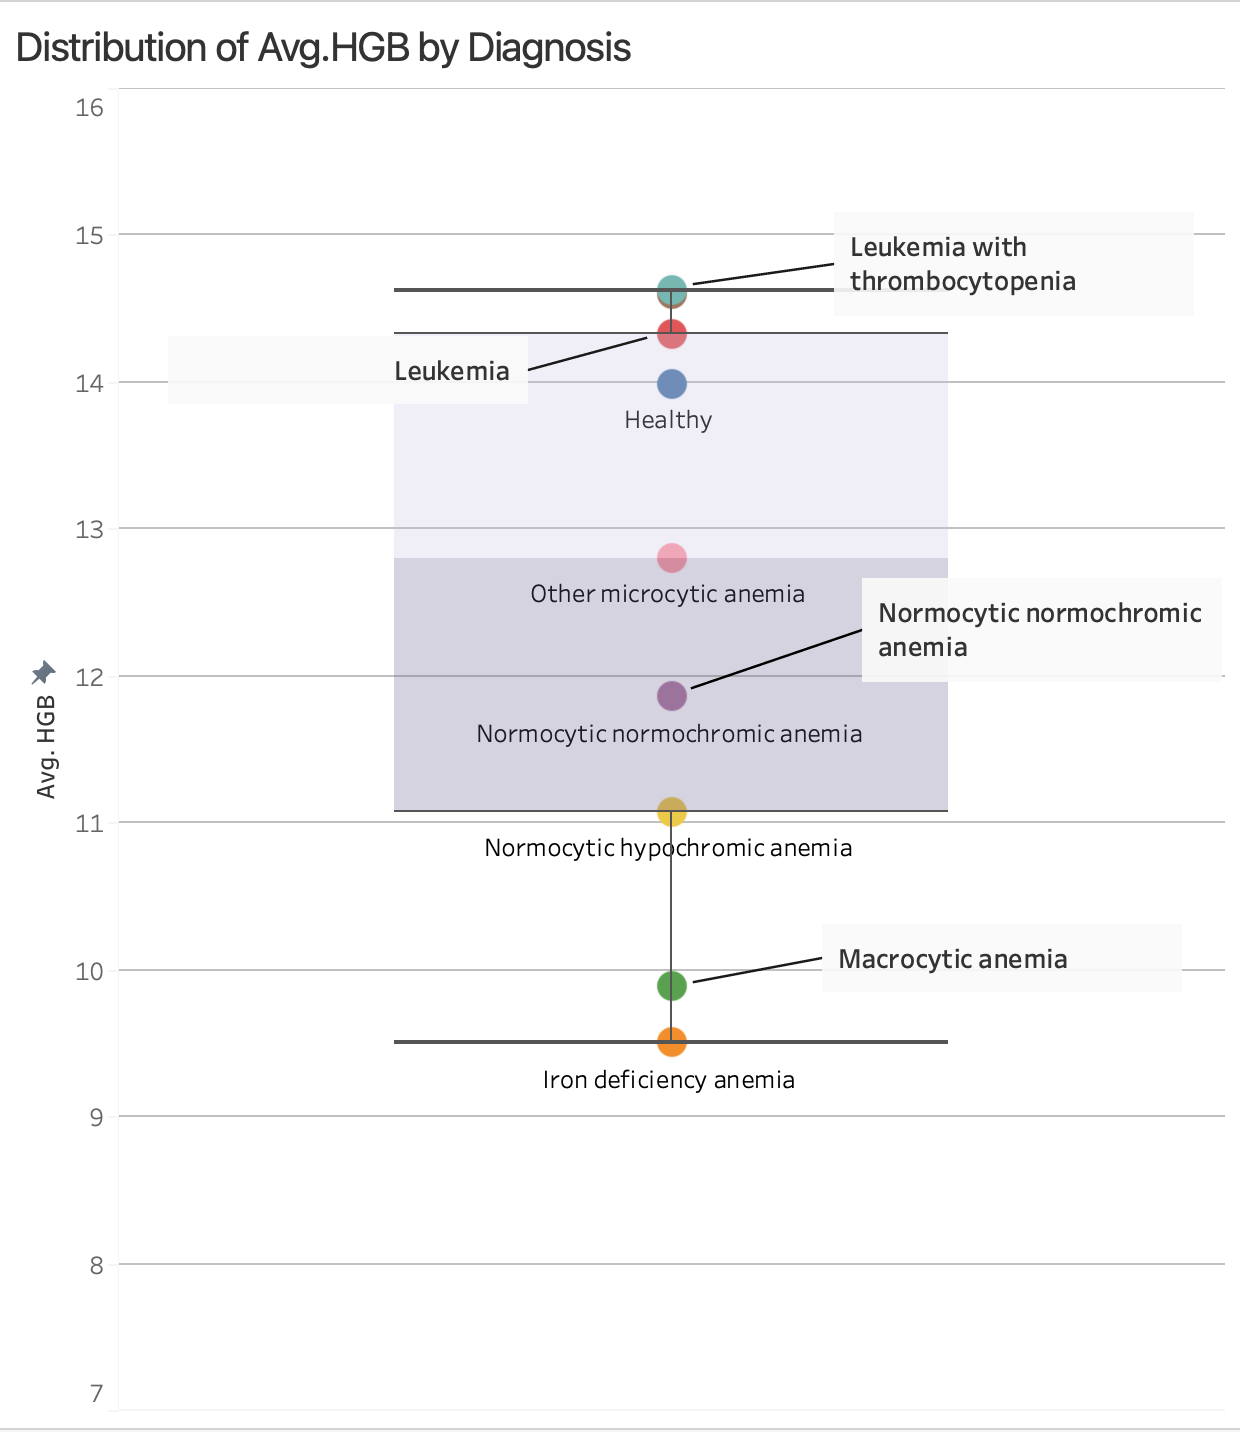 Distribution of Avg.HGB by Diagnosis
16
15
Leukemia with
thrombocytopenia
Leukemia
14
Healthy
13
Other microcytic anemia
Normocytic normochromic
anemia
12
Avg. HGB
Normocytic normochromic anemia
11
Normocytic hypochromic anemia
10
Macrocytic anemia
Iron deficiency anemia
9
8
7